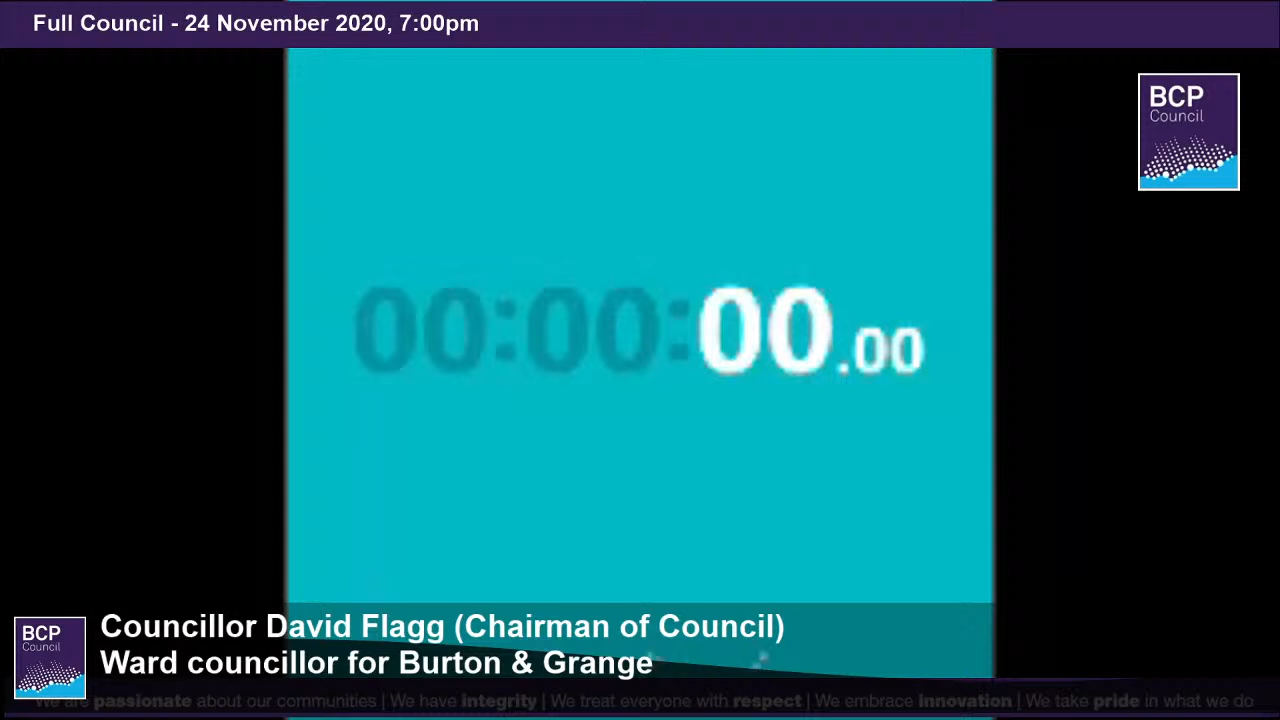 Full Council - 24 November 2020, 7:00pm
BCP
Council
00:00:00.00
Councillor David Flagg (Chairman of Council)
BCP
Council
Ward councillor for Burton & Grange
We are passionate about our communities | We have integrity | We treat everyone with respect | We embrace innovation | We take pride in what we do